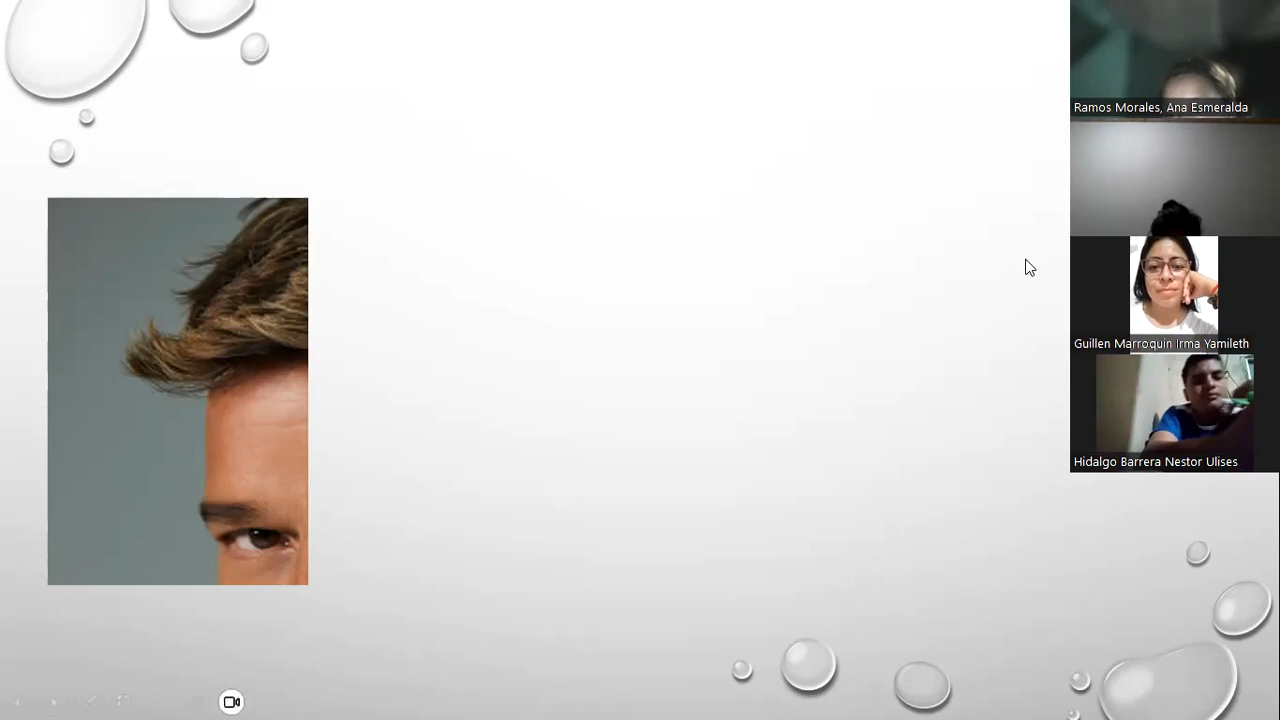 Ramos Morales, Ana Esmeralda
Guillen Marroquin Irma Yamileth
Hidalgo Barrera Nestor Ulises